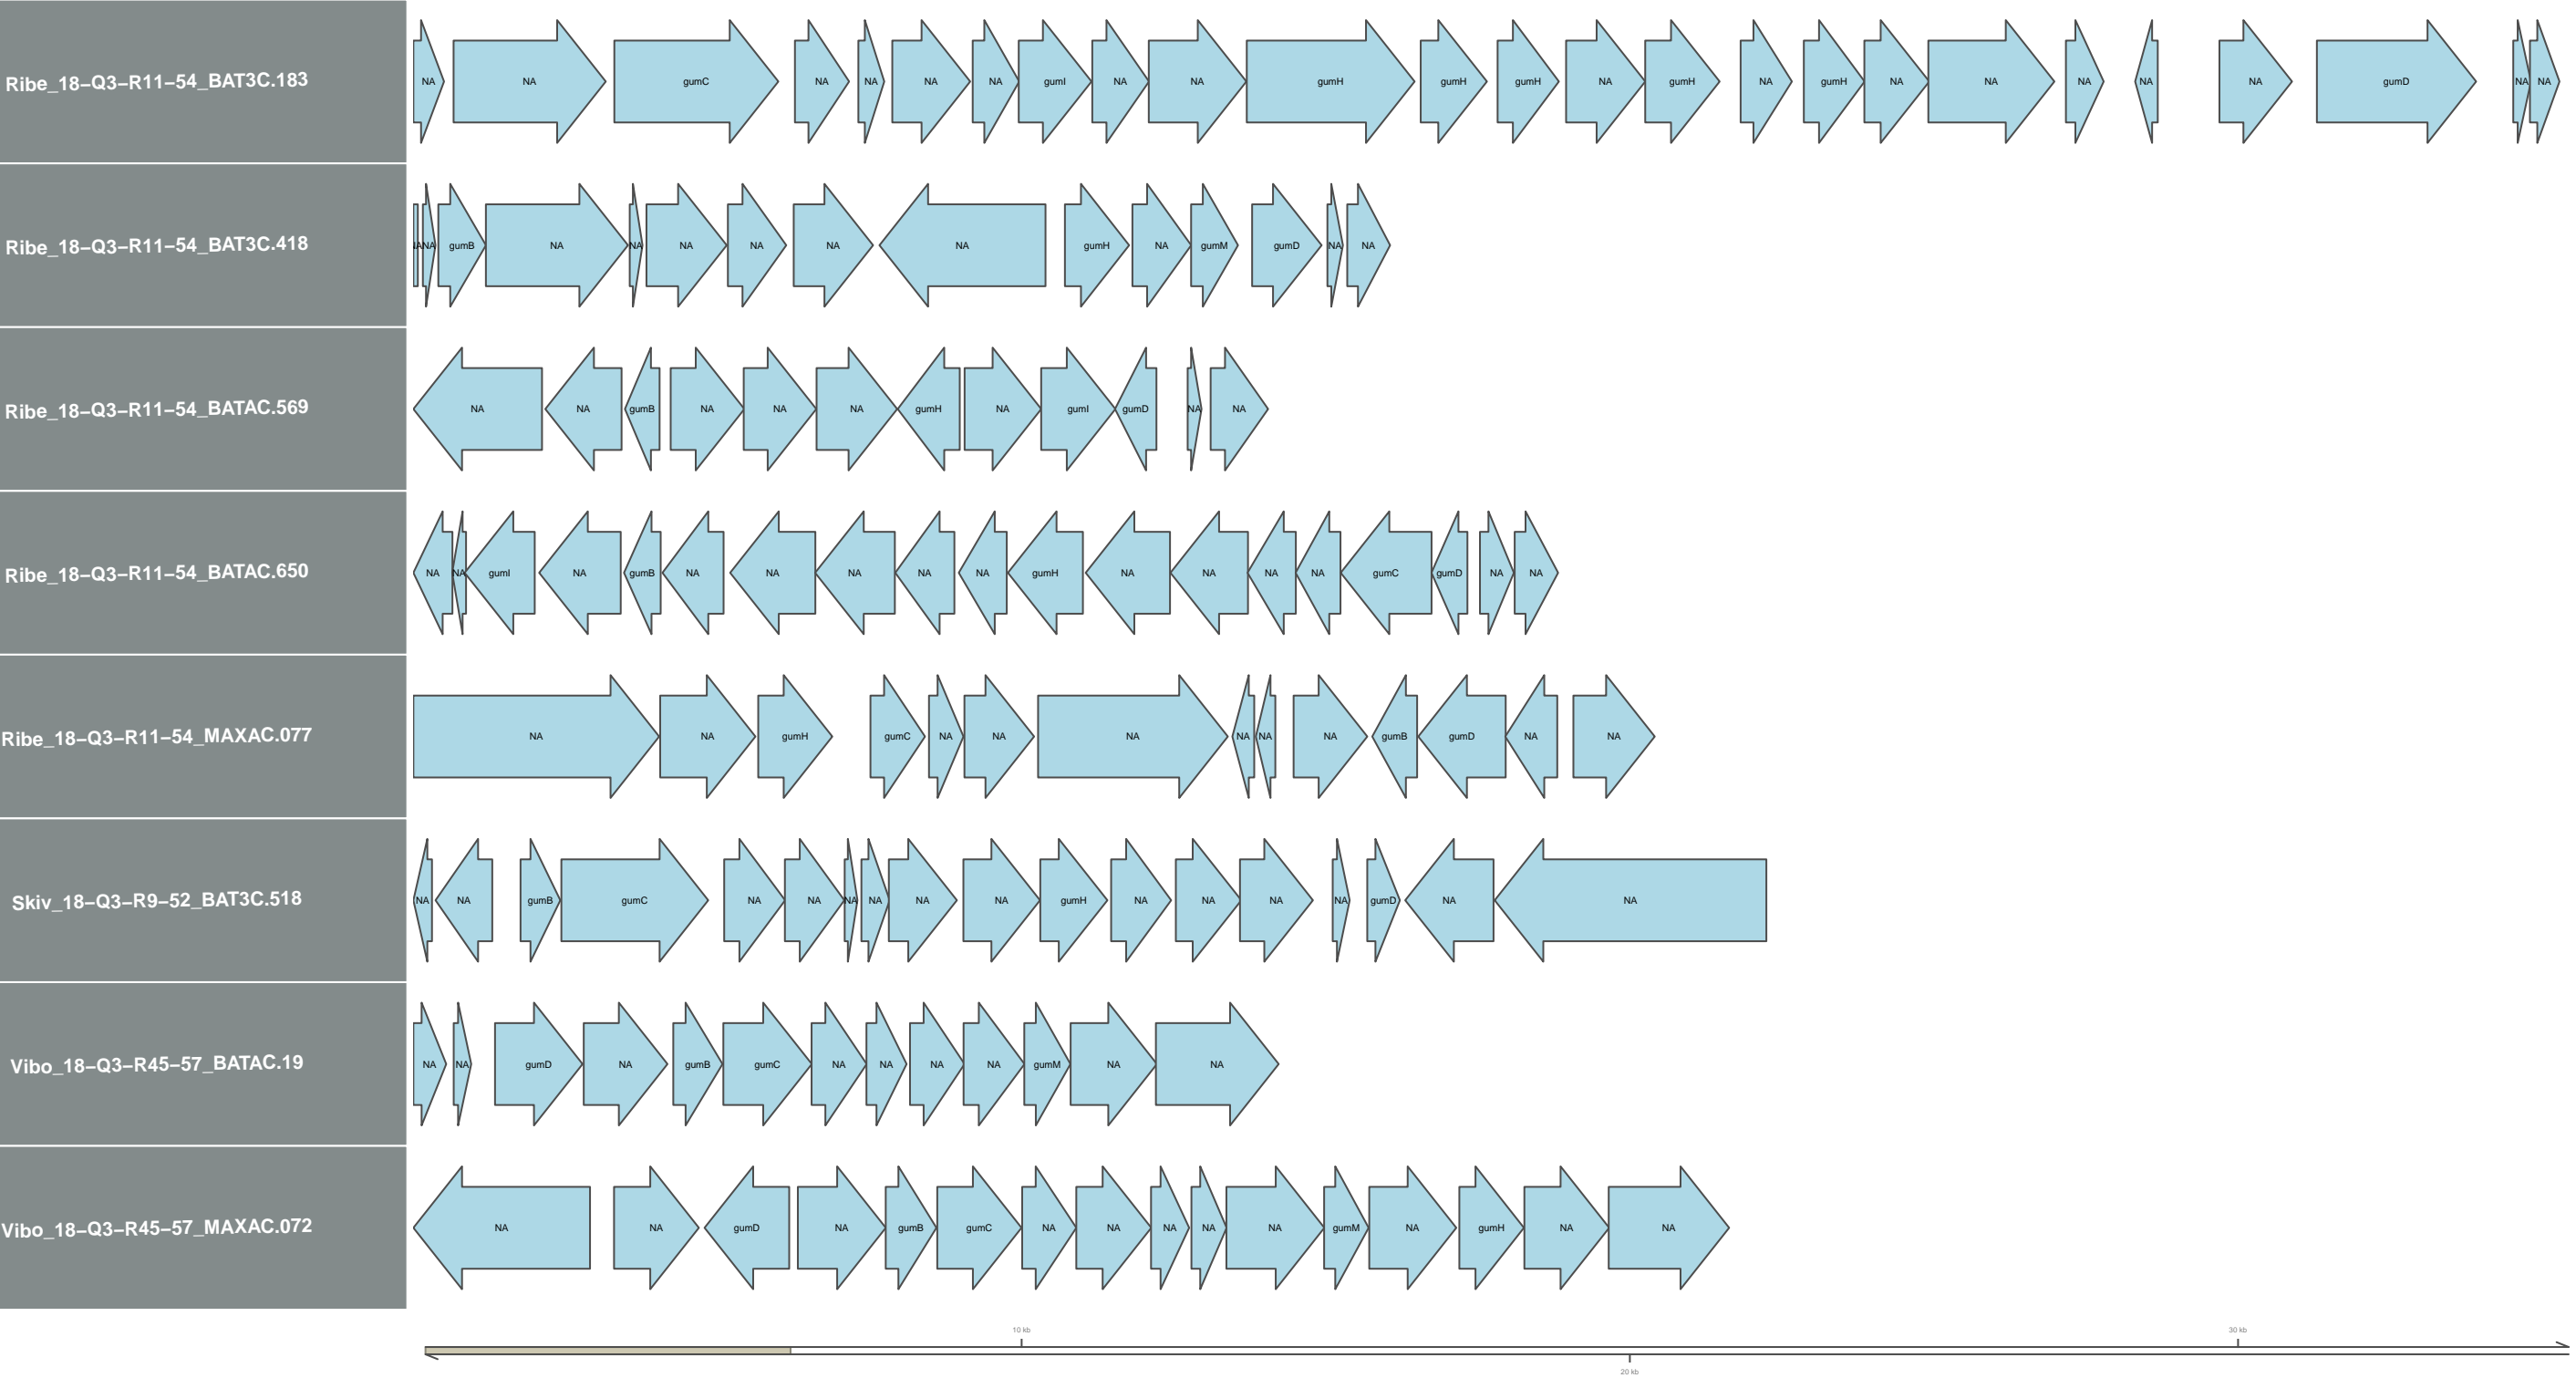 Ribe_18–Q3–R11–54_BAT3C.183 NA NA gumC NA NA NA NA gumI NA NA gumH gumH gumH NA gumH NA gumH NA NA NA NA NA gumD NA NA
Ribe_18–Q3–R11–54_BAT3C.418 NA NA gumB NA NA NA NA NA NA gumH NA gumM gumD NA NA
Ribe_18–Q3–R11–54_BATAC.569 NA NA gumB NA NA NA gumH NA gumI gumD NA NA
Ribe_18–Q3–R11–54_BATAC.650 NA NA gumI NA gumB NA NA NA NA NA gumH NA NA NA NA gumC gumD NA NA
Ribe_18–Q3–R11–54_MAXAC.077 NA NA gumH gumC NA NA NA NA NA NA gumB gumD NA NA
Skiv_18–Q3–R9–52_BAT3C.518 NA NA gumB gumC NA NA NA NA NA NA gumH NA NA NA NA gumD NA NA
Vibo_18–Q3–R45–57_BATAC.19 NA NA gumD NA gumB gumC NA NA NA NA gumM NA NA
Vibo_18–Q3–R45–57_MAXAC.072 NA NA gumD NA gumB gumC NA NA NA NA NA gumM NA gumH NA NA
10 kb 30 kb
20 kb